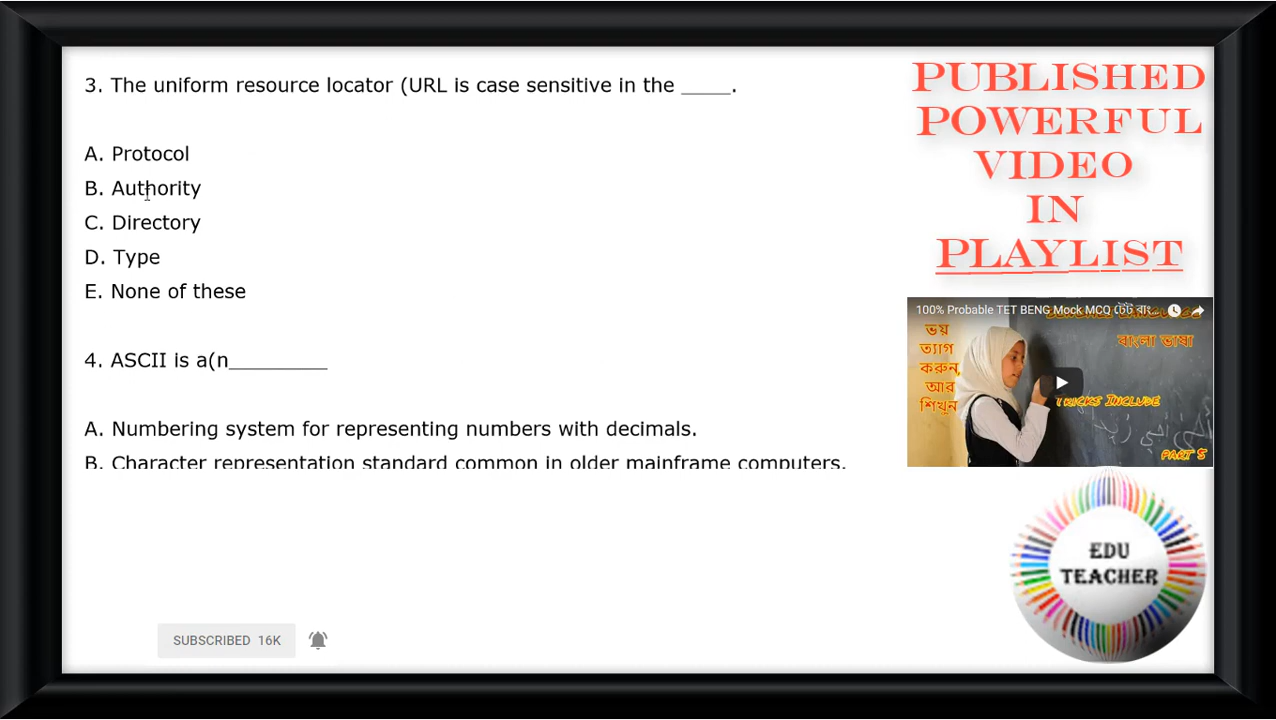 3. The uniform resource locator (URL is case sensitive in the _____.
A. Protocol
B. Authority
C. Directory
D. Type
E. None of these
4. ASCII is a(n_________
A. Numbering system for representing numbers with decimals.
B. Character representation standard common in older mainframe computers.
SUBSCRIBED 16K
PUBLISHED
POWERFUL
VIDEO
IN
PLAYLIST
100% Probable TET BENG Mock MCQ টেট বাং...
ভয়
ত্যাগ
করুন,
আর
শিখুন
বাংলা ভাষা
TRICKS INCLUDE
PART 5
EDU
TEACHER